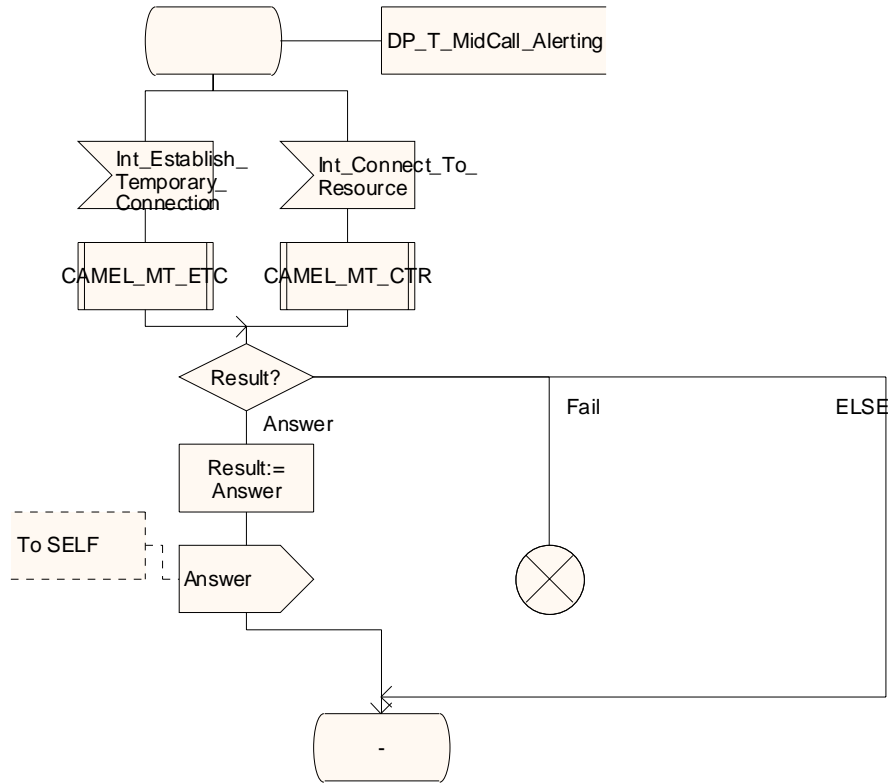 DP_T_MidCall_Alerting
Int_Establish_
Temporary_
Connection
Int_Connect_To_
Resource
CAMEL_MT_ETC
CAMEL_MT_CTR
Result?
Fail
ELSE
Answer
Result:=
Answer
To SELF
Answer
-